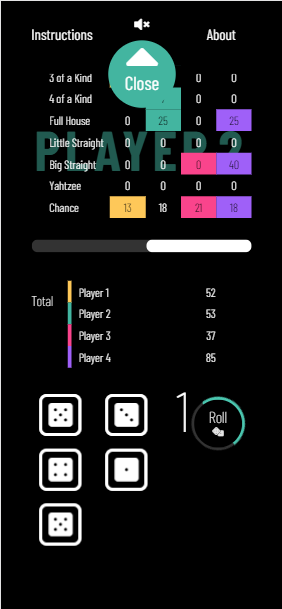 Instructions About
Close
3 of a Kind 0 0
4 of a Kind 0 0 0
Full House 0 25 0 25
PLAYER 2
Little Straight 0 0 0 0
Big Straight 0 0 0 40
Yahtzee 0 0 0 0
Chance 13 18 21 18
Total
Player 1 52
Player 2 53
Player 3 37
Player 4 85
1
Roll